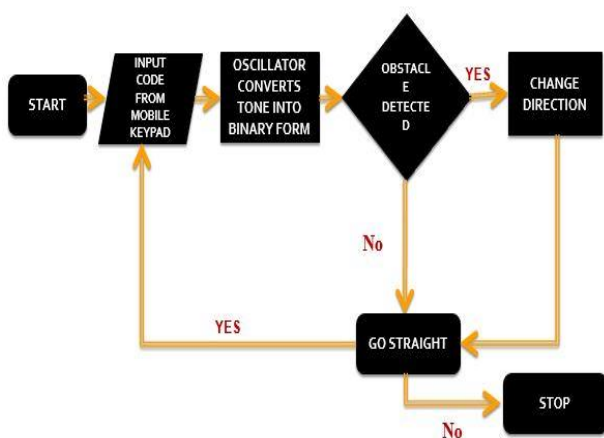 START
INPUT
CODE
FROM
MOBILE
KEYPAD
OSCILLATOR
CONVERTS
TONE INTO
BINARY FORM
OBSTACL
E
DETECTE
D
YES
CHANGE
DIRECTION
No
YES
GO STRAIGHT
No
STOP